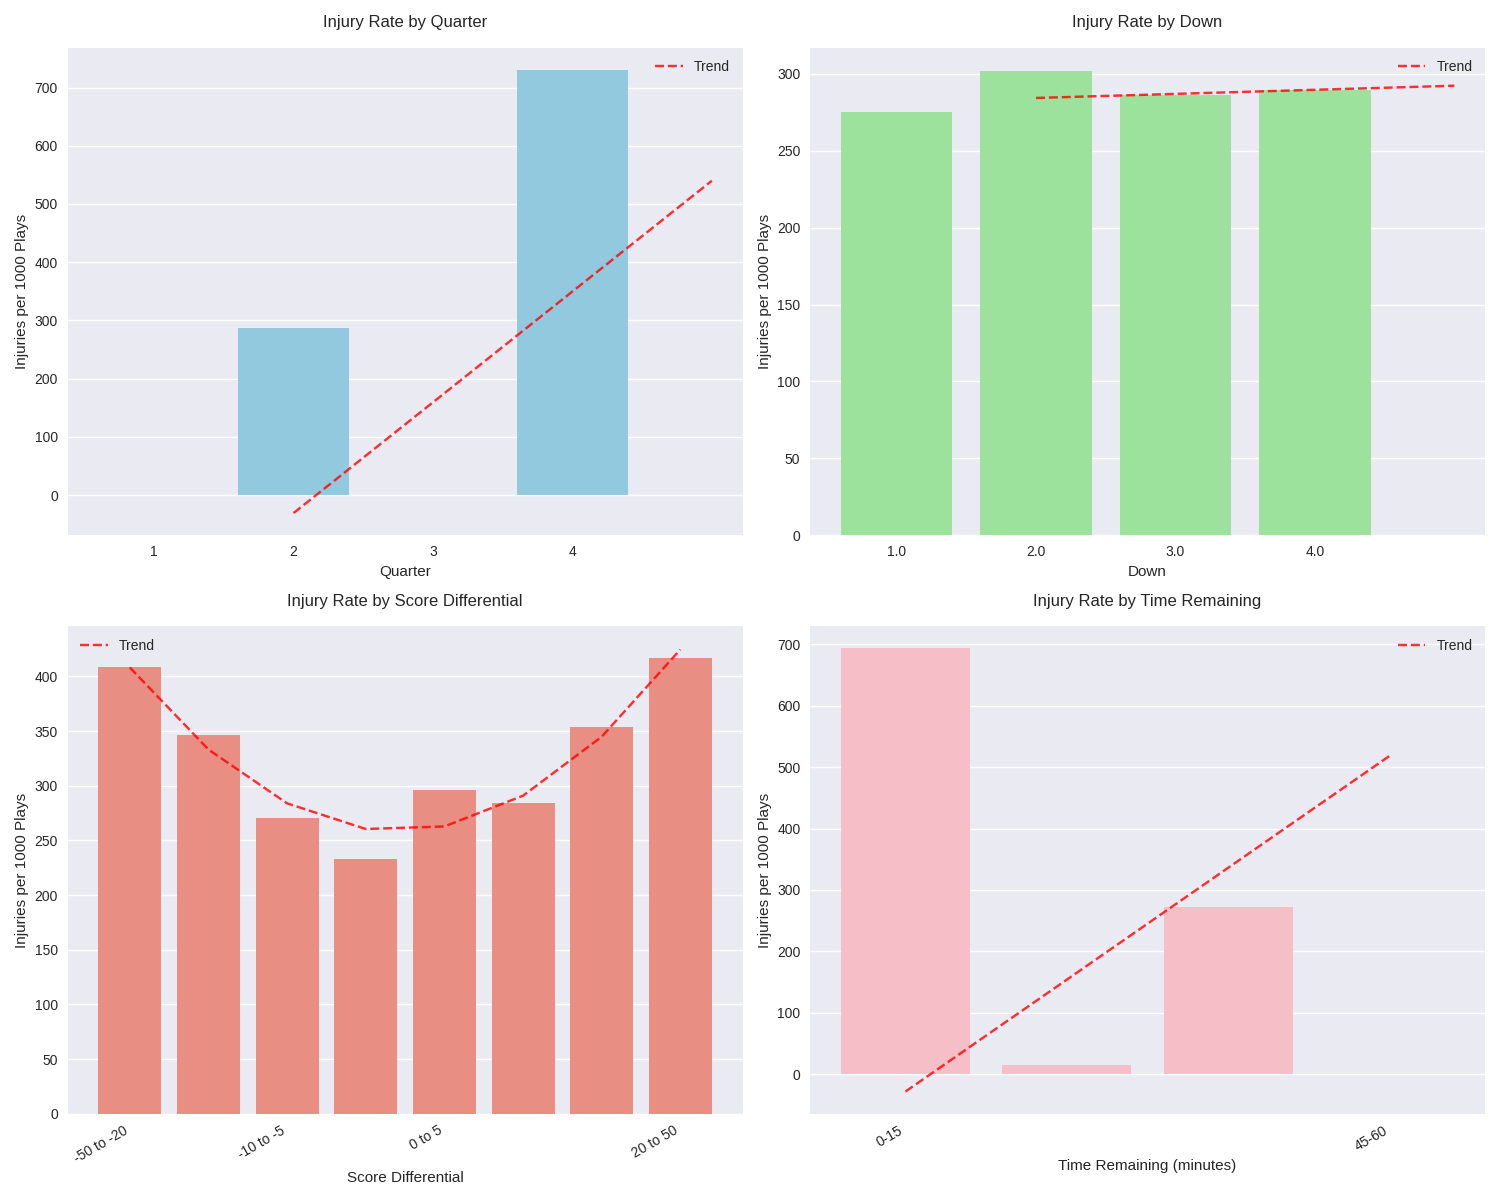 Injury Rate by Quarter
Trend
700
600
500
400
300
200
100
0
Injuries per 1000 Plays
1 2 3 4
Quarter
Injury Rate by Down
Trend
300
250
200
150
100
50
0
Injuries per 1000 Plays
1.0 2.0 3.0 4.0
Down
Injury Rate by Score Differential
Trend
400
350
300
250
200
150
100
50
0
Injuries per 1000 Plays
-50 to -20 -10 to -5 0 to 5 20 to 50
Score Differential
Injury Rate by Time Remaining
Trend
700
600
500
400
300
200
100
0
Injuries per 1000 Plays
0-15 45-60
Time Remaining (minutes)